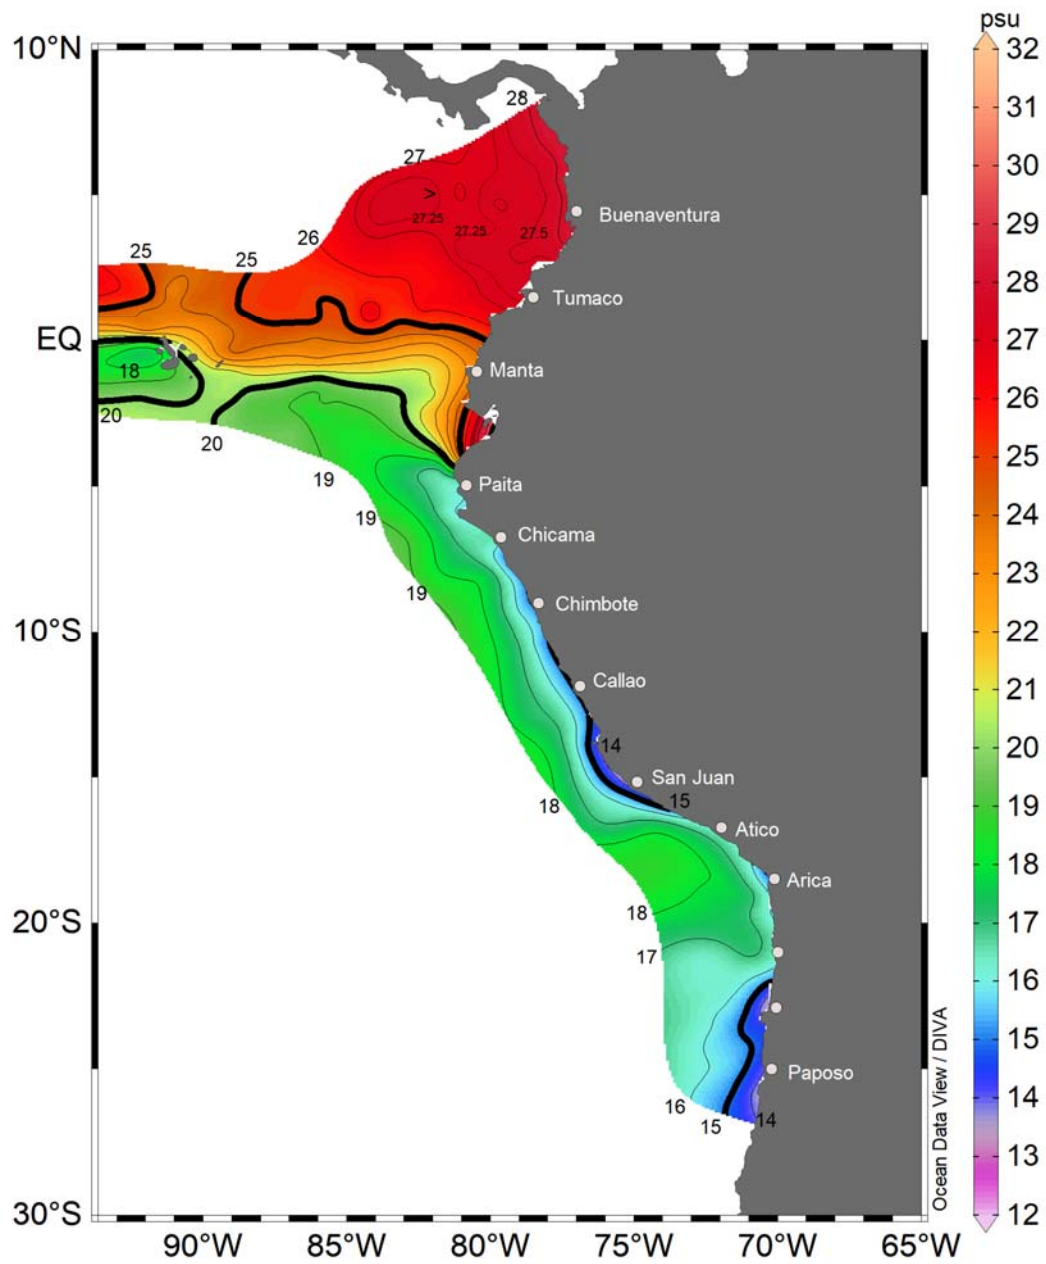 psu
10°N
EQ
10°S
20°S
30°S
90°W
85°W
80°W
75°W
70°W
65°W
32
31
30
29
28
27
26
25
24
23
22
21
20
19
18
17
16
15
14
13
12
28
27
>
27.25
27.25
27.5
26
25
25
Buenaventura
Tumaco
Manta
18
20
20
19
Paita
19
Chicama
19
Chimbote
Callao
14
San Juan
15
18
Atico
Arica
18
17
Paposo
16
15
14
Ocean Data View / DIVA